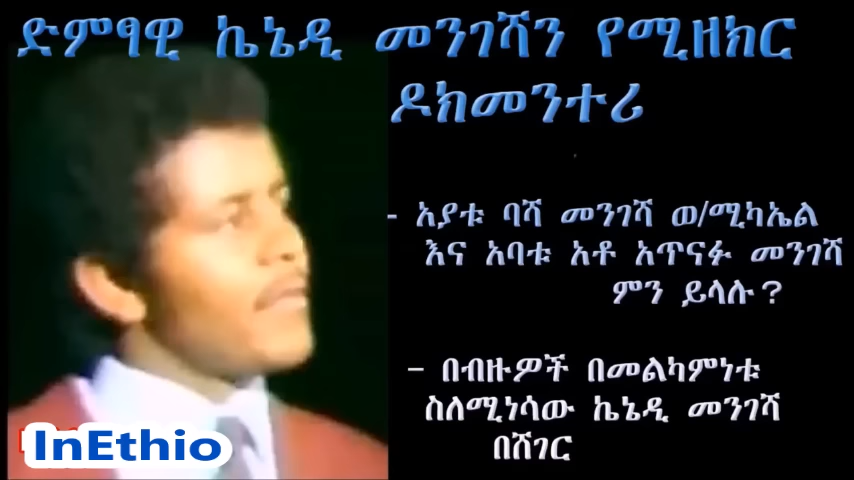 ድምፃዊ ኬኔዲ መንገሻን የሚዘክር
ዶክመንተሪ
- አያቱ ባሻ መንገሻ ወ/ሚካኤል
እና አባቱ አቶ አጥናፉ መንገሻ
ምን ይላሉ ?
- በብዙዎች በመልካምነቱ
ስለሚነሳው ኬኔዲ መንገሻ
በሸገር
InEthio